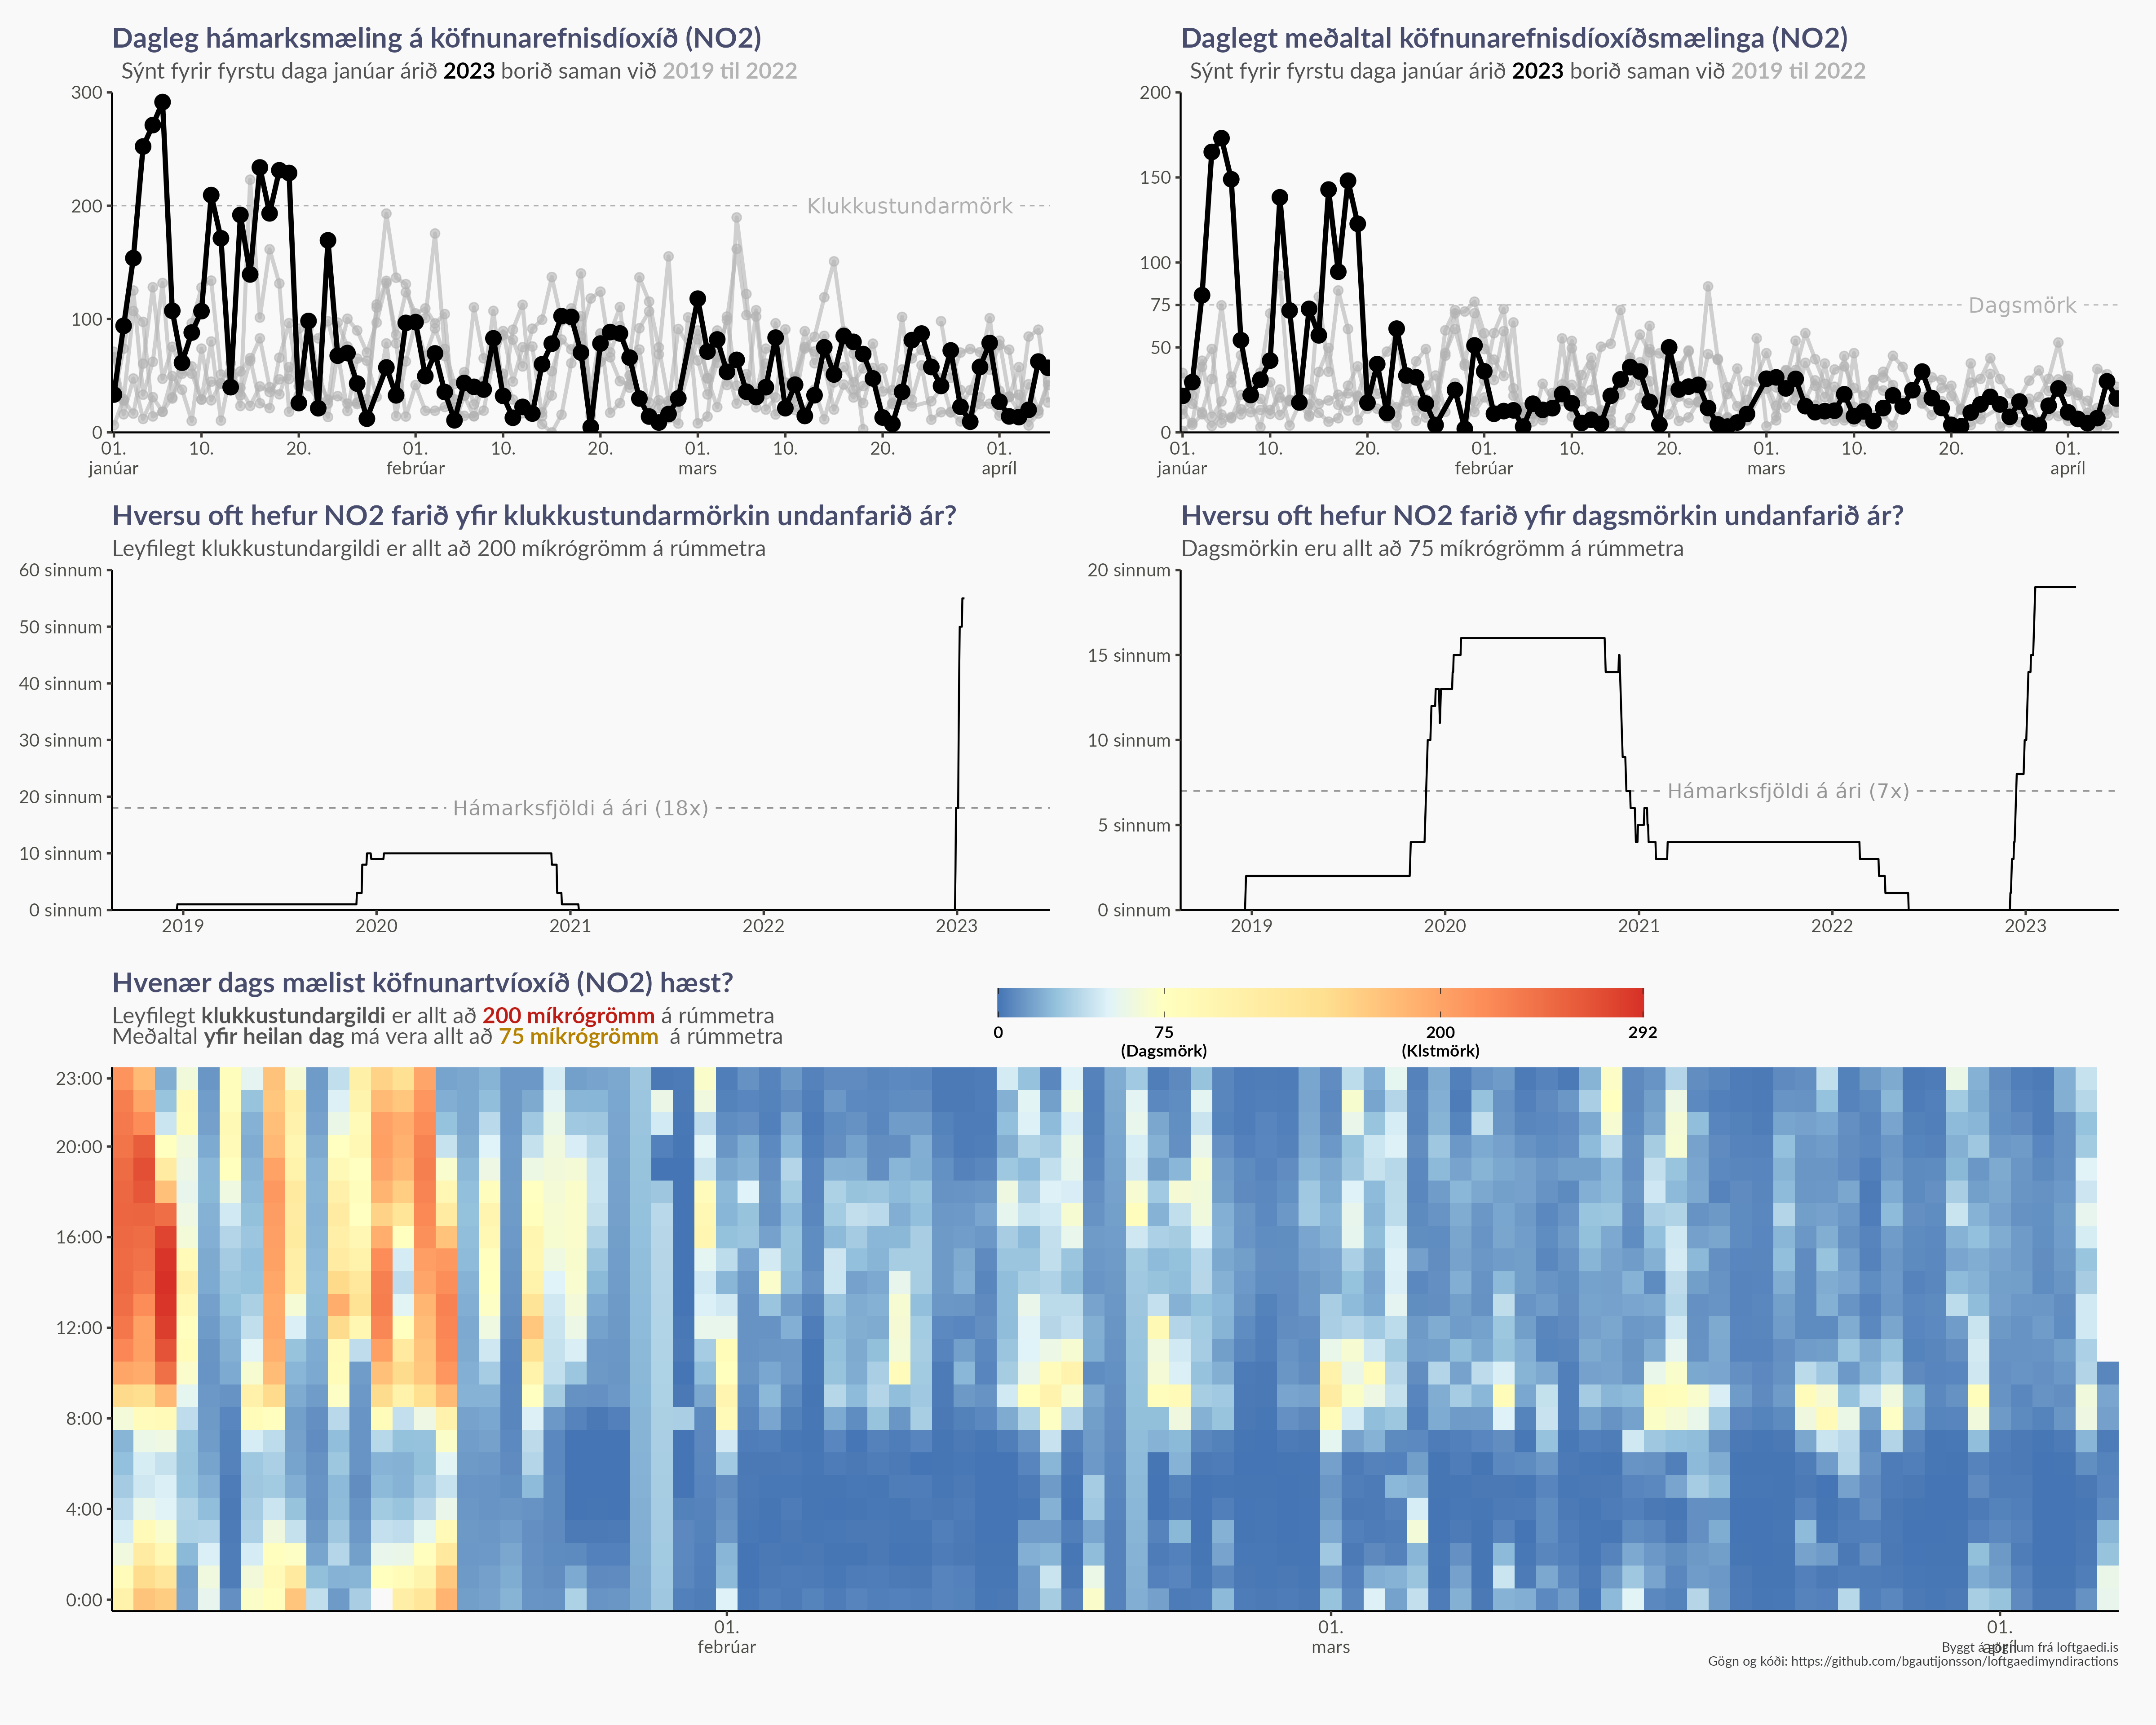 Dagleg hámarksmæling á köfnunarefnisdíoxíð (NO2)
Sýnt fyrir fyrstu daga janúar árið 2023 borið saman við 2019 til 2022
300
200
100
0
Klukkustundarmörk
01. 10. 20. 01. 10. 20. 01. 10. 20. 01.
janúar febrúar mars apríl
Daglegt meðaltal köfnunarefnisdíoxíðsmælinga (NO2)
Sýnt fyrir fyrstu daga janúar árið 2023 borið saman við 2019 til 2022
200
150
100
75
50
0
Dagsmörk
01. 10. 20. 01. 10. 20. 01. 10. 20. 01.
janúar febrúar mars apríl
Hversu oft hefur NO2 farið yfir klukkustundarmörkin undanfarið ár?
Leyfilegt klukkustundargildi er allt að 200 míkrógrömm á rúmmetra
60 sinnum
50 sinnum
40 sinnum
30 sinnum
20 sinnum
10 sinnum
0 sinnum
Hámarksfjöldi á ári (18x)
2019 2020 2021 2022 2023
Hversu oft hefur NO2 farið yfir dagsmörkin undanfarið ár?
Dagsmörkin eru allt að 75 míkrógrömm á rúmmetra
20 sinnum
15 sinnum
10 sinnum
5 sinnum
0 sinnum
Hámarksfjöldi á ári (7x)
2019 2020 2021 2022 2023
Hvenær dags mælist köfnunartvíoxíð (NO2) hæst?
Leyfilegt klukkustundargildi er allt að 200 míkrógrömm á rúmmetra
Meðaltal yfir heilan dag má vera allt að 75 míkrógrömm á rúmmetra
0 75 200 292
(Dagsmörk) (Klstmörk)
23:00
20:00
16:00
12:00
8:00
4:00
0:00
01. 01. 01.
febrúar mars apríl
Byggt á gögnum frá loftgaedi.is
Gögn og kóði: https://github.com/bgautijonsson/loftgaedimyndiractions